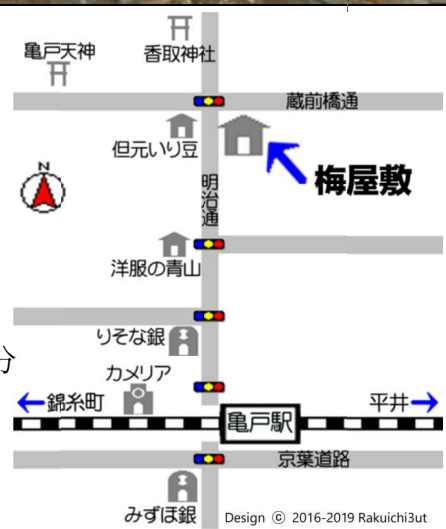 香取神社
亀戸天神
蔵前橋通
但元いり豆
梅屋敷
N
明治通
洋服の青山
りそな銀
分
カメリア
錦糸町
平井
亀戸駅
京葉道路
みずほ銀
Design © 2016-2019 Rakuichi3ut